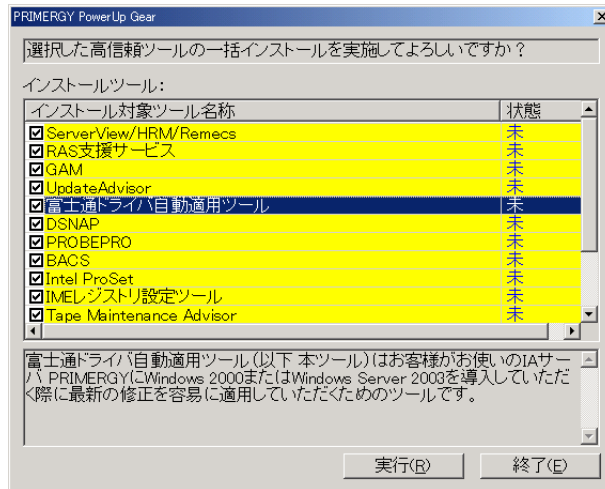 PRIMERGY PowerUp Gear
選択した高信頼ツールの一括インストールを実施してよろしいですか？
インストールツール：
インストール対象ツール名称 状態
ServerView/HRM/Remecs 未
RAS支援サービス 未
GAM 未
UpdateAdvisor 未
富士通ドライバ自動適用ツール 未
DSNAP 未
PROBEPRO 未
BACS 未
Intel ProSet 未
IMEレジストリ設定ツール 未
Tape Maintenance Advisor 未
富士通ドライバ自動適用ツール（以下 本ツール）はお客様がお使いのIAサー
バ PRIMERGYにWindows 2000またはWindows Server 2003を導入していただ
く際に最新の修正を容易に適用していただくためのツールです。
実行(R) 終了(E)